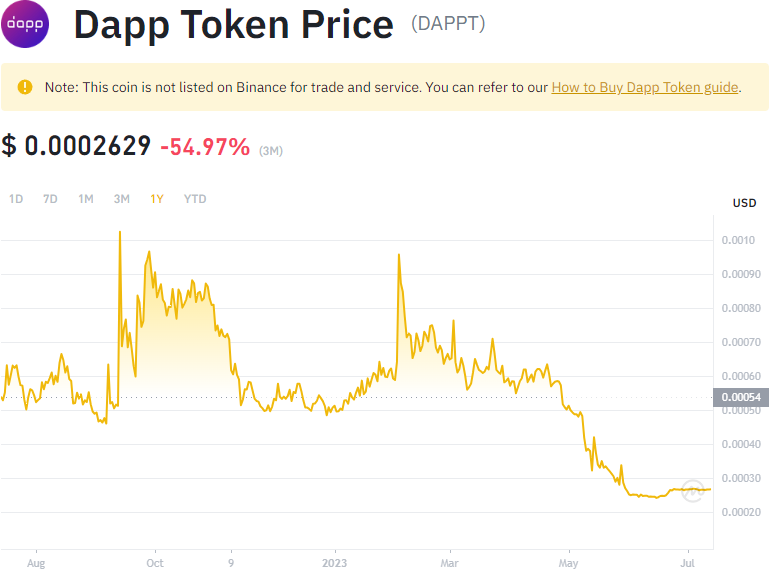 dapp
Dapp Token Price (DAPPT)
Note: This coin is not listed on Binance for trade and service. You can refer to our How to Buy Dapp Token guide.
$ 0.0002629 -54.97% (3M)
1D 7D 1M 3M 1Y YTD
USD
0.0010
0.00090
0.00080
0.00070
0.00060
0.00054
0.00050
0.00040
0.00030
0.00020
Aug Oct 9 2023 Mar May Jul